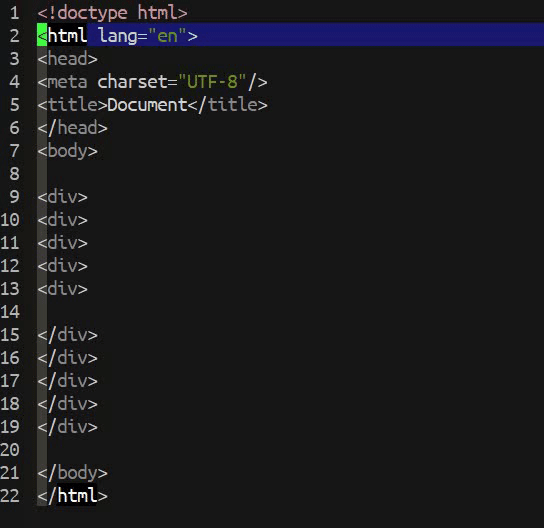 1 <!doctype html>
2 <html lang="en">
3 <head>
4 <meta charset="UTF-8"/>
5 <title>Document</title>
6 </head>
7 <body>
8
9 <div>
10 <div>
11 <div>
12 <div>
13 <div>
14
15 </div>
16 </div>
17 </div>
18 </div>
19 </div>
20
21 </body>
22 </html>